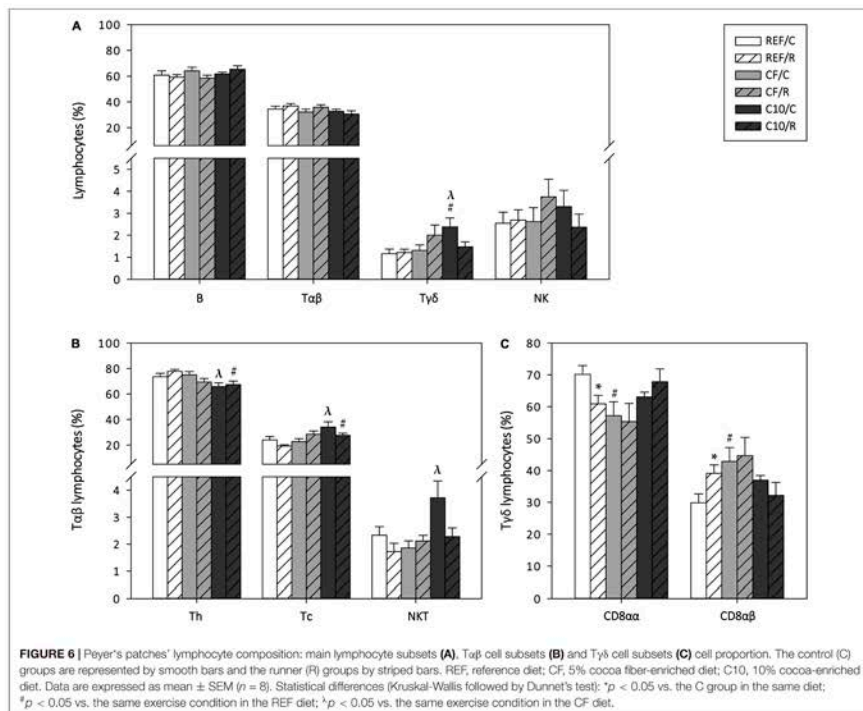 A
REF/C
REF/R
CF/C
CF/R
C10/C
C10/R
Lymphocytes (%)
100
80
60
40
20
5
4
3
2
1
0
λ
#
B
Tαβ
Tγδ
NK
B
Tαβ lymphocytes (%)
100
80
60
40
20
4
3
2
1
0
λ
#
λ
#
λ
Th
Tc
NKT
C
Tγδ lymphocytes (%)
80
70
60
50
40
30
20
10
0
*
#
*
#
CD8αα
CD8αβ
FIGURE 6 | Peyer's patches' lymphocyte composition: main lymphocyte subsets (A), Tαβ cell subsets (B) and Tγδ cell subsets (C) cell proportion. The control (C)
groups are represented by smooth bars and the runner (R) groups by striped bars. REF, reference diet; CF, 5% cocoa fiber-enriched diet; C10, 10% cocoa-enriched
diet. Data are expressed as mean ± SEM (n = 8). Statistical differences (Kruskal-Wallis followed by Dunnet's test): *p < 0.05 vs. the C group in the same diet;
#p < 0.05 vs. the same exercise condition in the REF diet; λp < 0.05 vs. the same exercise condition in the CF diet.